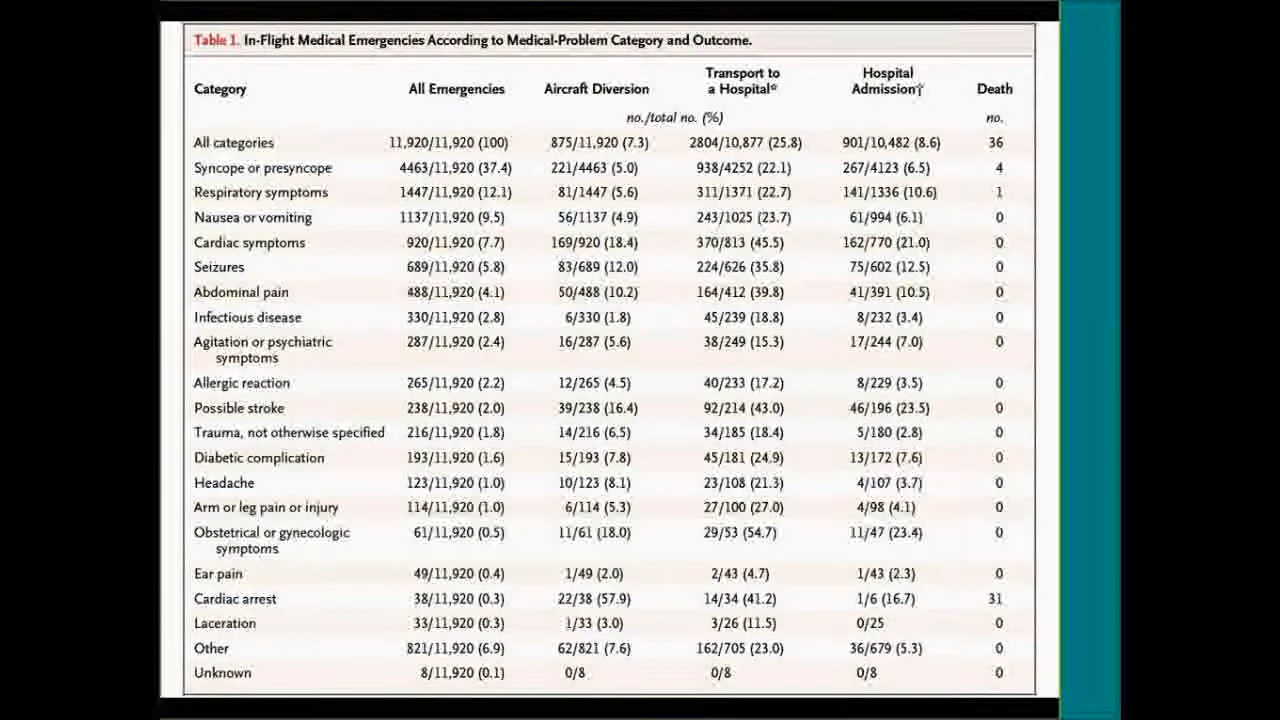 Table 1. In-Flight Medical Emergencies According to Medical-Problem Category and Outcome.
Category All Emergencies Aircraft Diversion Transport to a Hospital* Hospital Admission† Death
no./total no. (%) no.
All categories 11,920/11,920 (100) 875/11,920 (7.3) 2804/10,877 (25.8) 901/10,482 (8.6) 36
Syncope or presyncope 4463/11,920 (37.4) 221/4463 (5.0) 938/4252 (22.1) 267/4123 (6.5) 4
Respiratory symptoms 1447/11,920 (12.1) 81/1447 (5.6) 311/1371 (22.7) 141/1336 (10.6) 1
Nausea or vomiting 1137/11,920 (9.5) 56/1137 (4.9) 243/1025 (23.7) 61/994 (6.1) 0
Cardiac symptoms 920/11,920 (7.7) 169/920 (18.4) 370/813 (45.5) 162/770 (21.0) 0
Seizures 689/11,920 (5.8) 83/689 (12.0) 224/626 (35.8) 75/602 (12.5) 0
Abdominal pain 488/11,920 (4.1) 50/488 (10.2) 164/412 (39.8) 41/391 (10.5) 0
Infectious disease 330/11,920 (2.8) 6/330 (1.8) 45/239 (18.8) 8/232 (3.4) 0
Agitation or psychiatric symptoms 287/11,920 (2.4) 16/287 (5.6) 38/249 (15.3) 17/244 (7.0) 0
Allergic reaction 265/11,920 (2.2) 12/265 (4.5) 40/233 (17.2) 8/229 (3.5) 0
Possible stroke 238/11,920 (2.0) 39/238 (16.4) 92/214 (43.0) 46/196 (23.5) 0
Trauma, not otherwise specified 216/11,920 (1.8) 14/216 (6.5) 34/185 (18.4) 5/180 (2.8) 0
Diabetic complication 193/11,920 (1.6) 15/193 (7.8) 45/181 (24.9) 13/172 (7.6) 0
Headache 123/11,920 (1.0) 10/123 (8.1) 23/108 (21.3) 4/107 (3.7) 0
Arm or leg pain or injury 114/11,920 (1.0) 6/114 (5.3) 27/100 (27.0) 4/98 (4.1) 0
Obstetrical or gynecologic symptoms 61/11,920 (0.5) 11/61 (18.0) 29/53 (54.7) 11/47 (23.4) 0
Ear pain 49/11,920 (0.4) 1/49 (2.0) 2/43 (4.7) 1/43 (2.3) 0
Cardiac arrest 38/11,920 (0.3) 22/38 (57.9) 14/34 (41.2) 1/6 (16.7) 31
Laceration 33/11,920 (0.3) 1/33 (3.0) 3/26 (11.5) 0/25 0
Other 821/11,920 (6.9) 62/821 (7.6) 162/705 (23.0) 36/679 (5.3) 0
Unknown 8/11,920 (0.1) 0/8 0/8 0/8 0